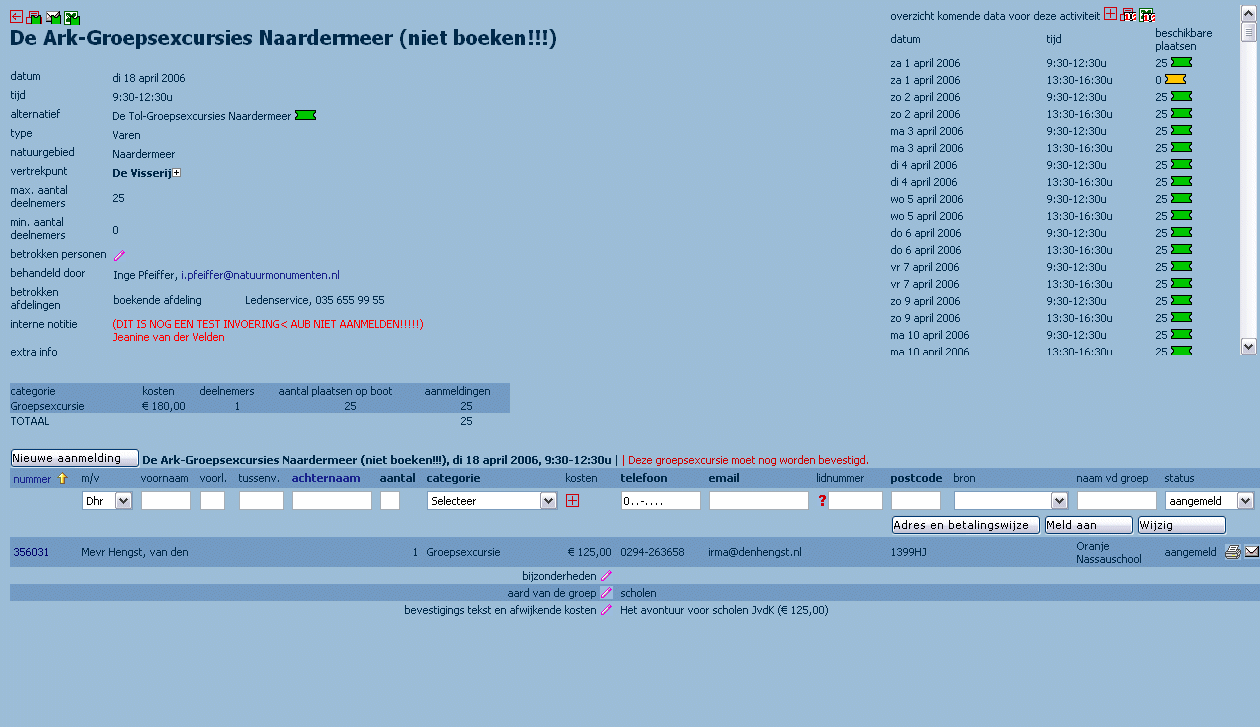 De Ark-Groepsexcursies Naardermeer (niet boeken!!!)
datum di 18 april 2006
tijd 9:30-12:30u
alternatief De Tol-Groepsexcursies Naardermeer
type Varen
natuurgebied Naardermeer
vertrekpunt De Visserij
max. aantal
deelnemers 25
min. aantal
deelnemers 0
betrokken personen
behandeld door Inge Pfeiffer, i.pfeiffer@natuurmonumenten.nl
betrokken
afdelingen boekende afdeling Ledenservice, 035 655 99 55
interne notitie (DIT IS NOG EEN TEST INVOERING< AUB NIET AANMELDEN!!!!!)
Jeanine van der Velden
extra info
overzicht komende data voor deze activiteit
datum tijd beschikbare
plaatsen
za 1 april 2006 9:30-12:30u 25
za 1 april 2006 13:30-16:30u 0
zo 2 april 2006 9:30-12:30u 25
zo 2 april 2006 13:30-16:30u 25
ma 3 april 2006 9:30-12:30u 25
ma 3 april 2006 13:30-16:30u 25
di 4 april 2006 9:30-12:30u 25
di 4 april 2006 13:30-16:30u 25
wo 5 april 2006 9:30-12:30u 25
wo 5 april 2006 13:30-16:30u 25
do 6 april 2006 9:30-12:30u 25
do 6 april 2006 13:30-16:30u 25
vr 7 april 2006 9:30-12:30u 25
vr 7 april 2006 13:30-16:30u 25
zo 9 april 2006 9:30-12:30u 25
zo 9 april 2006 13:30-16:30u 25
ma 10 april 2006 9:30-12:30u 25
ma 10 april 2006 13:30-16:30u 25
categorie kosten deelnemers aantal plaatsen op boot aanmeldingen
Groepsexcursie € 180,00 1 25 25
TOTAAL 25
Nieuwe aanmelding De Ark-Groepsexcursies Naardermeer (niet boeken!!!), di 18 april 2006, 9:30-12:30u | | Deze groepsexcursie moet nog worden bevestigd.
nummer m/v voornaam voorl. tussenv. achternaam aantal categorie kosten telefoon email lidnummer postcode bron naam vd groep status
Dhr Selecteer 0..-.... ? aangemeld
Adres en betalingswijze Meld aan Wijzig
356031 Mevr Hengst, van den 1 Groepsexcursie € 125,00 0294-263658 irma@denhengst.nl 1399HJ Oranje Nassauschool aangemeld
bijzonderheden
aard van de groep scholen
bevestigings tekst en afwijkende kosten Het avontuur voor scholen JvdK (€ 125,00)